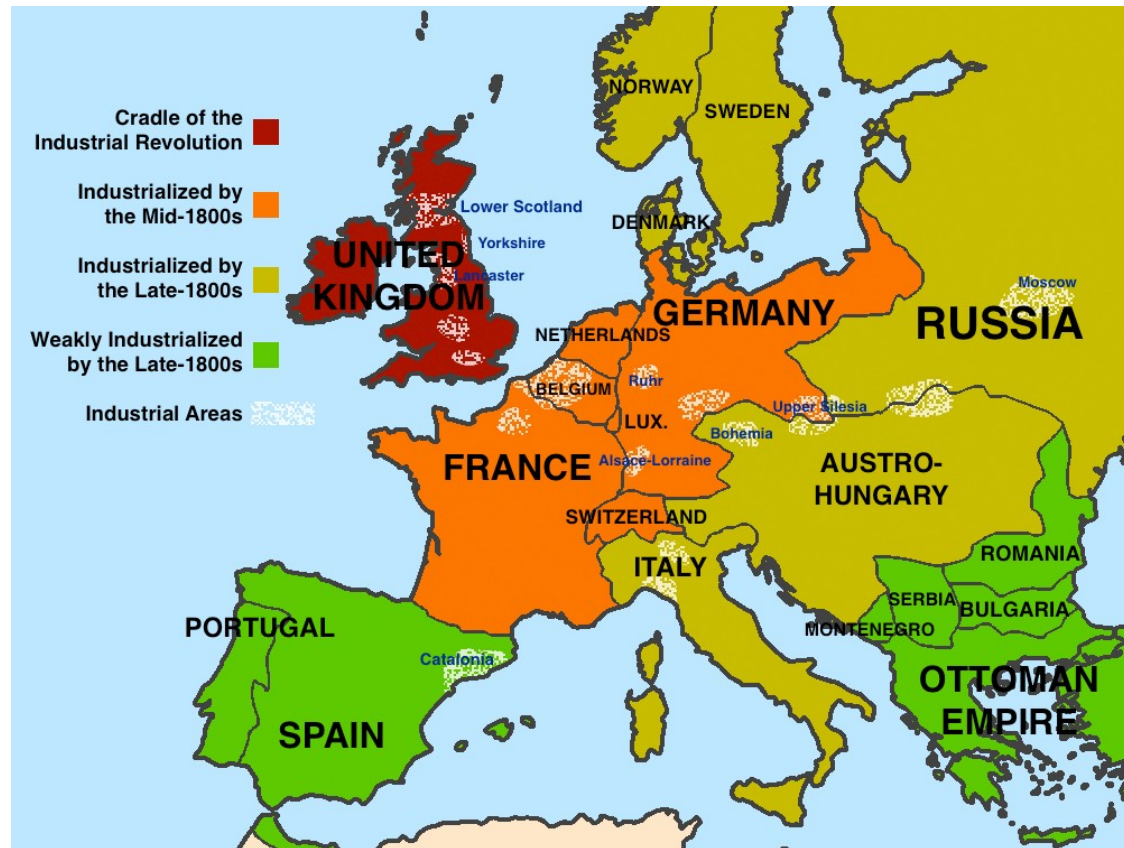 Cradle of the
Industrial Revolution
Industrialized by
the Mid-1800s
Industrialized by
the Late-1800s
Weakly Industrialized
by the Late-1800s
Industrial Areas
NORWAY
SWEDEN
DENMARK
Lower Scotland
Yorkshire
Lancaster
UNITED
KINGDOM
NETHERLANDS
GERMANY
Moscow
RUSSIA
BELGIUM
Ruhr
LUX.
Upper Silesia
Bohemia
Alsace-Lorraine
FRANCE
AUSTRO-
HUNGARY
SWITZERLAND
ITALY
ROMANIA
SERBIA
BULGARIA
MONTENEGRO
PORTUGAL
Catalonia
SPAIN
OTTOMAN
EMPIRE